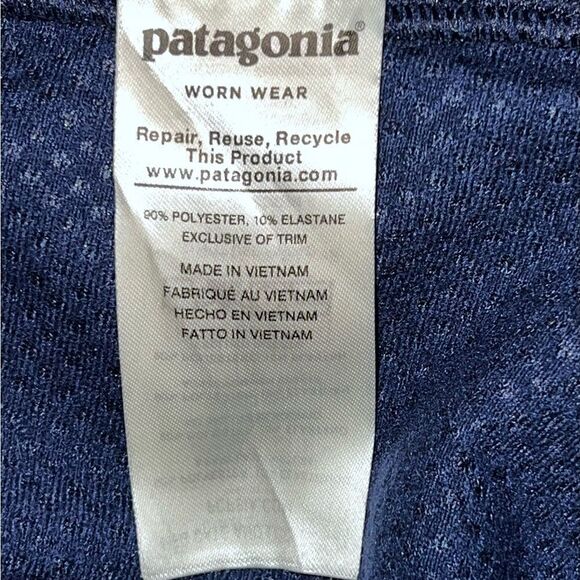 patagonia®
WORN WEAR
Repair, Reuse, Recycle
This Product
www.patagonia.com
90% POLYESTER, 10% ELASTANE
EXCLUSIVE OF TRIM
MADE IN VIETNAM
FABRIQUÉ AU VIETNAM
HECHO EN VIETNAM
FATTO IN VIETNAM